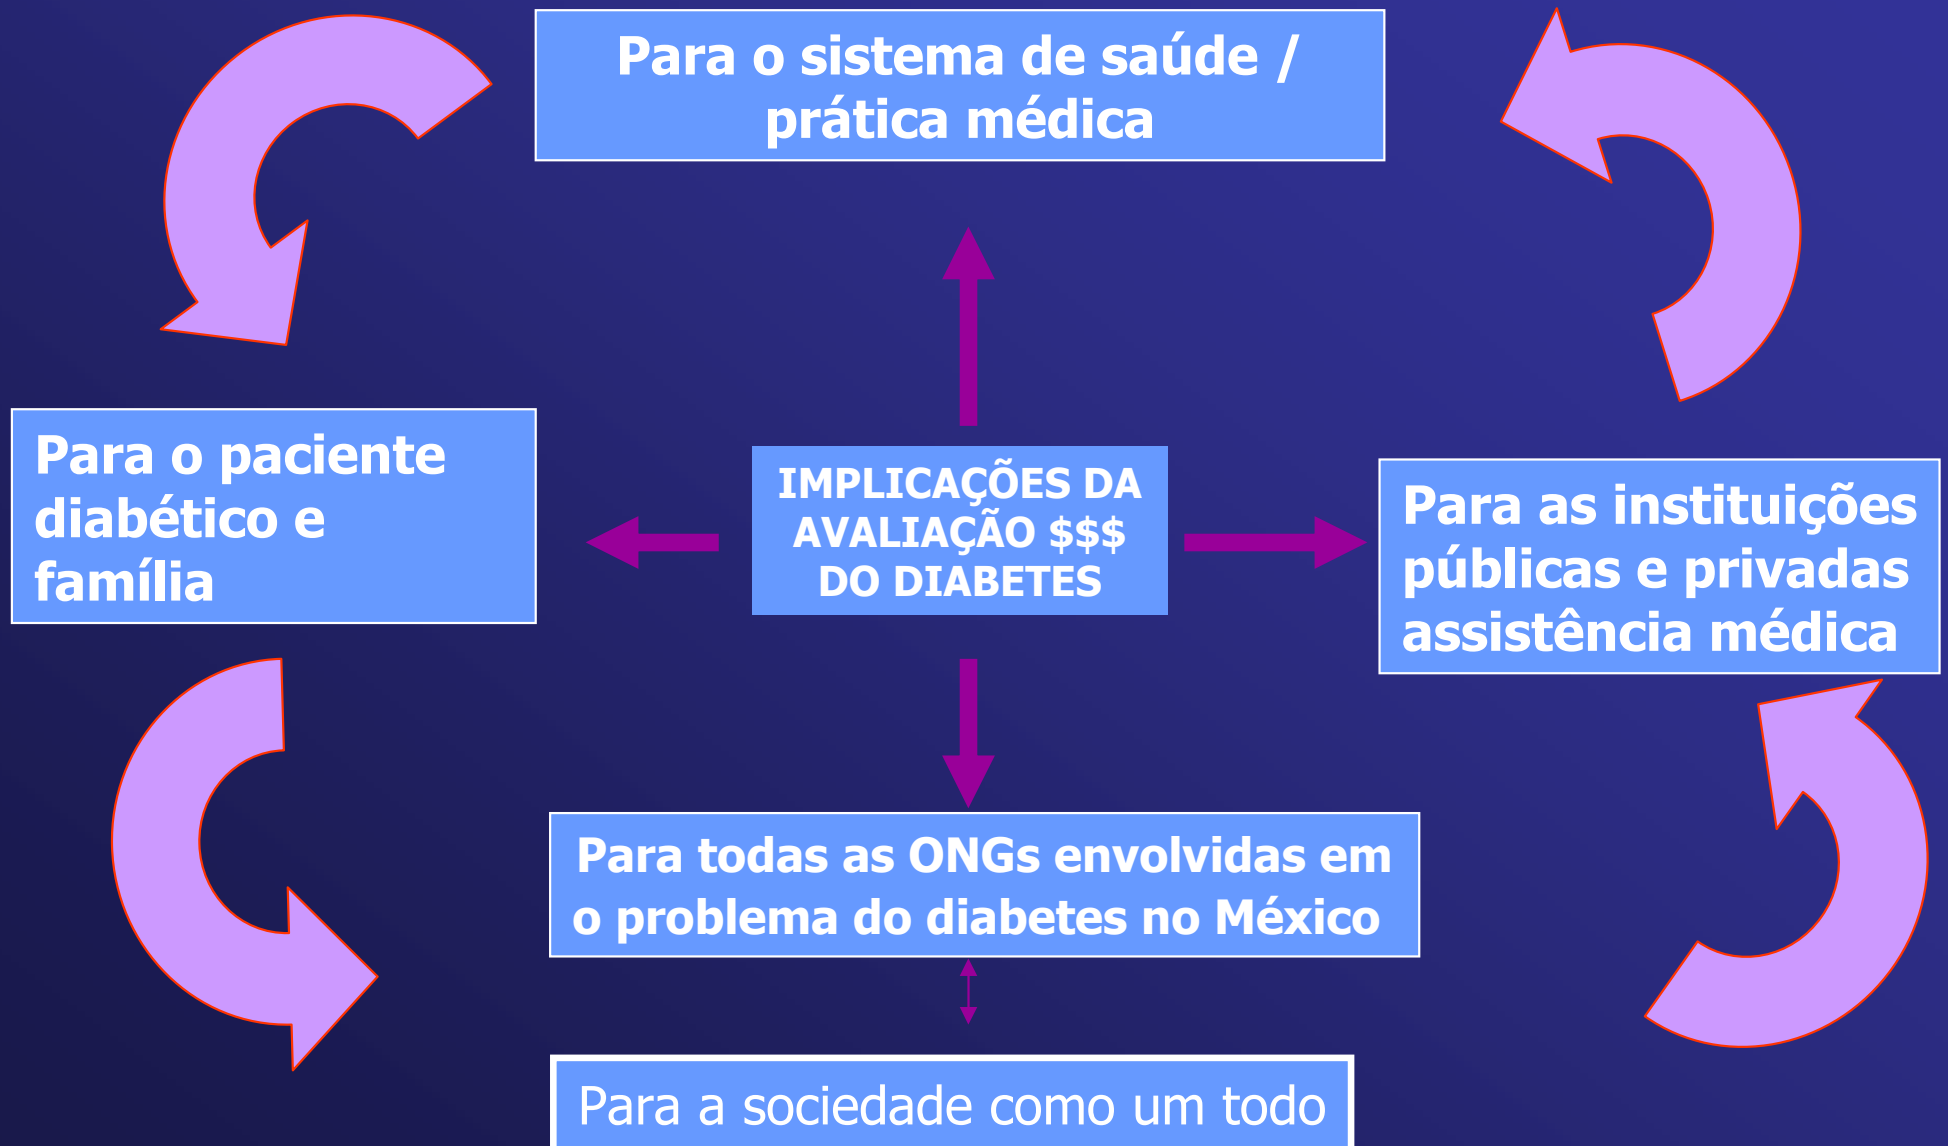 Para o sistema de saúde /
prática médica
Para o paciente
diabético e
família
IMPLICAÇÕES DA
AVALIAÇÃO $$$
DO DIABETES
Para as instituições
públicas e privadas
assistência médica
Para todas as ONGs envolvidas em
o problema do diabetes no México
Para a sociedade como um todo